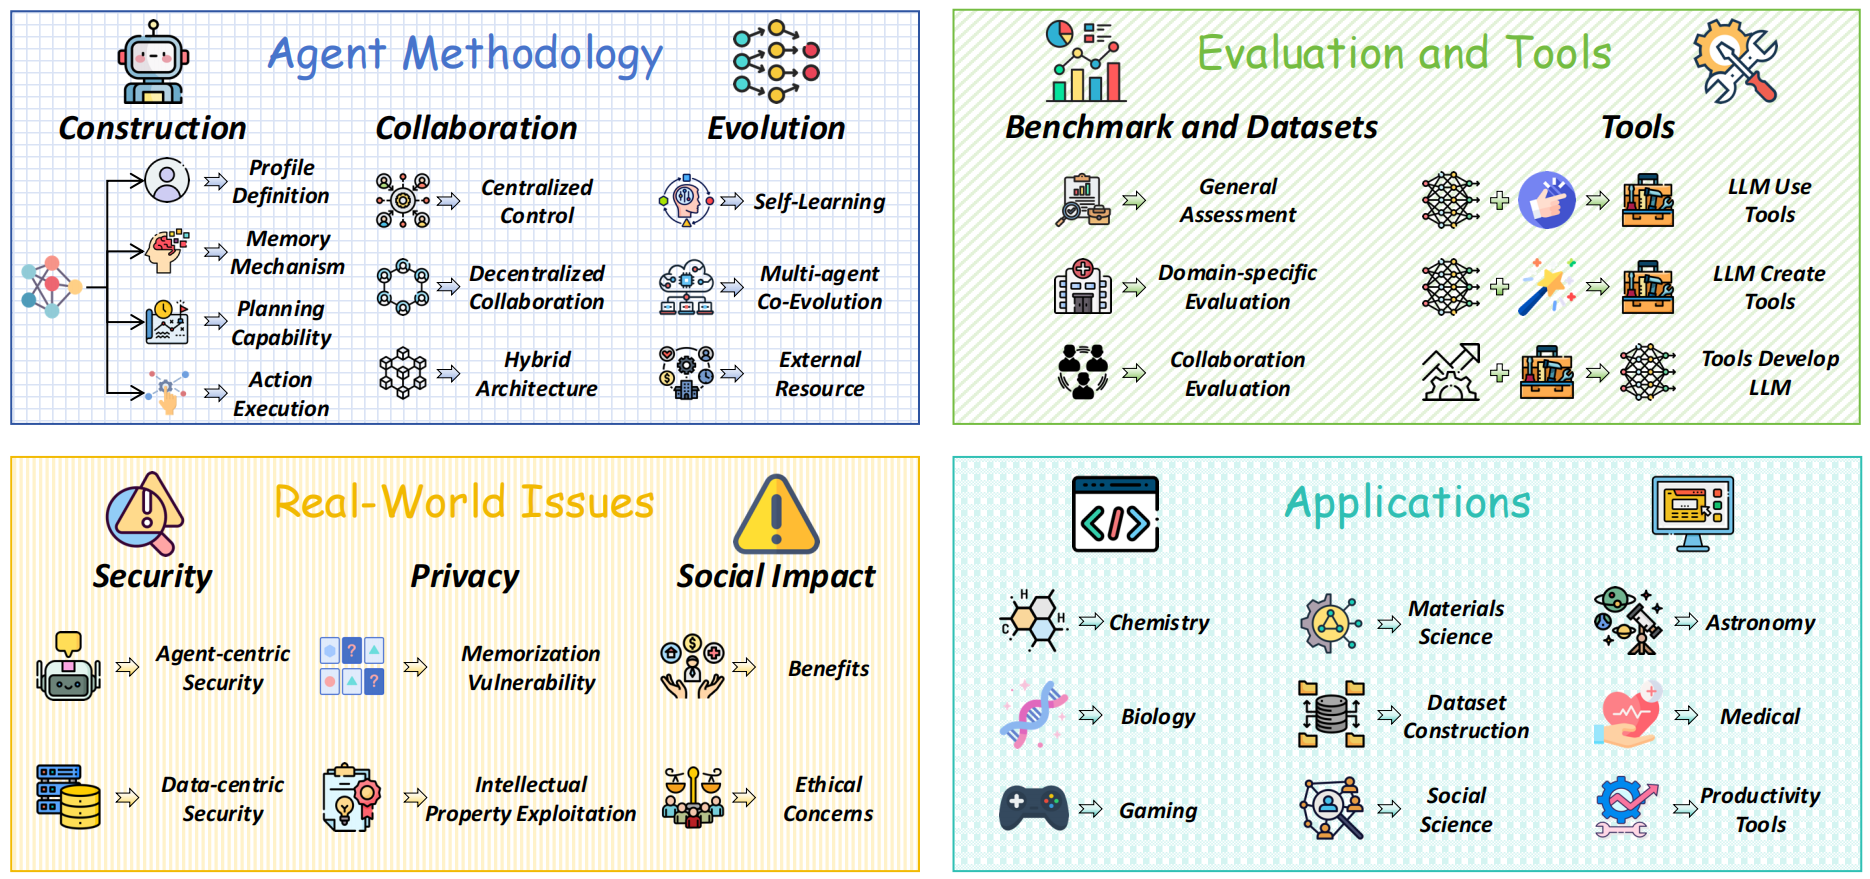 Agent Methodology
Construction
Profile
Definition
Memory
Mechanism
Planning
Capability
Action
Execution
Collaboration
Centralized
Control
Decentralized
Collaboration
Hybrid
Architecture
Evolution
Self-Learning
Multi-agent
Co-Evolution
External
Resource
Evaluation and Tools
Benchmark and Datasets
General
Assessment
Domain-specific
Evaluation
Collaboration
Evaluation
Tools
LLM Use
Tools
LLM Create
Tools
Tools Develop
LLM
Real-World Issues
Security
Agent-centric
Security
Data-centric
Security
Privacy
Memorization
Vulnerability
Intellectual
Property Exploitation
Social Impact
Benefits
Ethical
Concerns
Applications
H
H
C
Chemistry
Biology
Gaming
Materials
Science
Dataset
Construction
Social
Science
Astronomy
Medical
Productivity
Tools